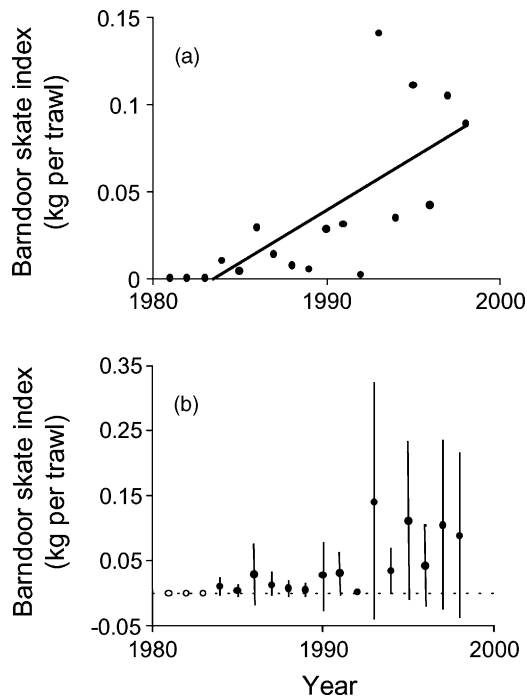 0.15
(a)
0.1
0.05
0
1980
1990
2000
Barndoor skate index
(kg per trawl)
0.35
(b)
0.25
0.15
0.05
-0.05
1980
1990
2000
Barndoor skate index
(kg per trawl)
Year